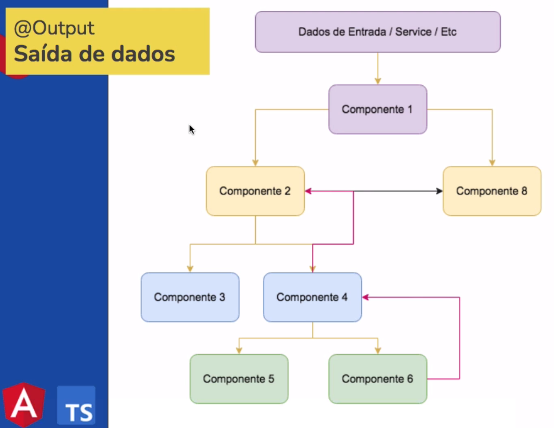 @Output
Saída de dados
Dados de Entrada / Service / Etc
Componente 1
Componente 2
Componente 8
Componente 3
Componente 4
Componente 5
Componente 6
A
TS